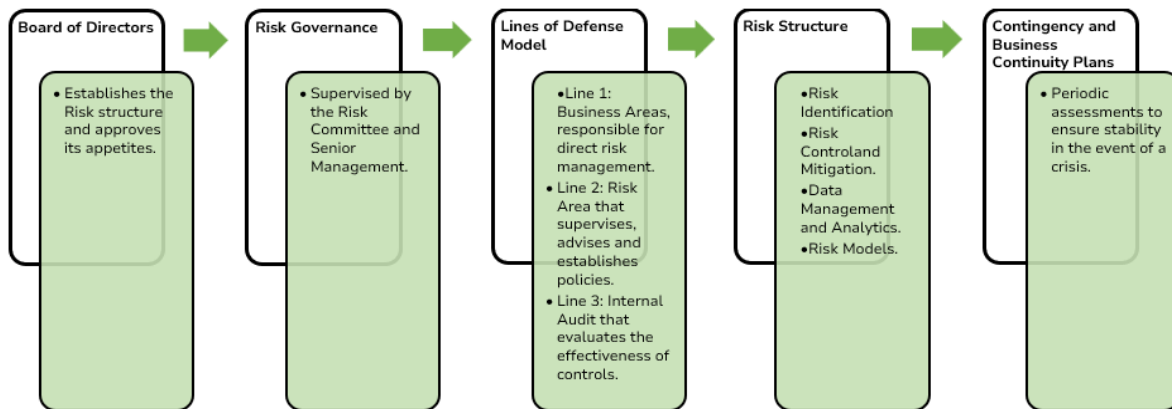 Board of Directors
• Establishes the
Risk structure
and approves
its appetites.
Risk Governance
• Supervised by
the Risk
Committee and
Senior
Management.
Lines of Defense
Model
•Line 1:
Business Areas,
responsible for
direct risk
management.
• Line 2: Risk
Area that
supervises,
advises and
establishes
policies.
• Line 3: Internal
Audit that
evaluates the
effectiveness of
controls.
Risk Structure
•Risk
Identification
•Risk
Controland
Mitigation.
•Data
Management
and Analytics.
•Risk Models.
Contingency and
Business
Continuity Plans
• Periodic
assessments to
ensure stability
in the event of a
crisis.